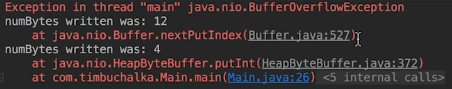 Exception in thread "main" java.nio.BufferOverflowException
numBytes written was: 12
at java.nio.Buffer.nextPutIndex(Buffer.java:527)
numBytes written was: 4
at java.nio.HeapByteBuffer.putInt(HeapByteBuffer.java:372)
at com.timbuchalka.Main.main(Main.java:26) <5 internal calls>